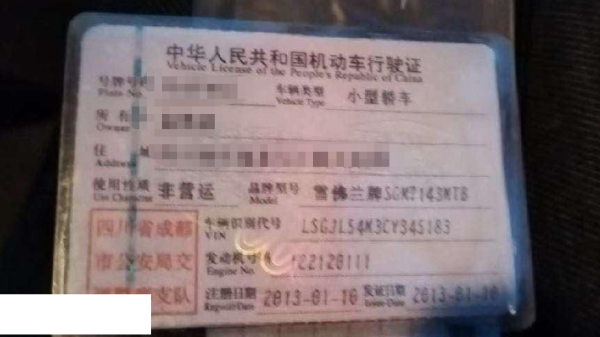 中华人民共和国机动车行驶证
Vehicle License of the People's Republic of China
号牌号码 车辆类型 小型轿车
Plate No. Vehicle Type
所有
Owner
住
Address
使用性质 非营运 品牌型号 雪佛兰牌SGM7143MTB
Use Character Model
四川省成都 车辆识别代号 LSGJL54M3CY345183
VIN
市公安局交 发动机号码 122120111
Engine No.
支队 注册日期 2013-01-10 发证日期 2013-01-10
Register Date Issue Date